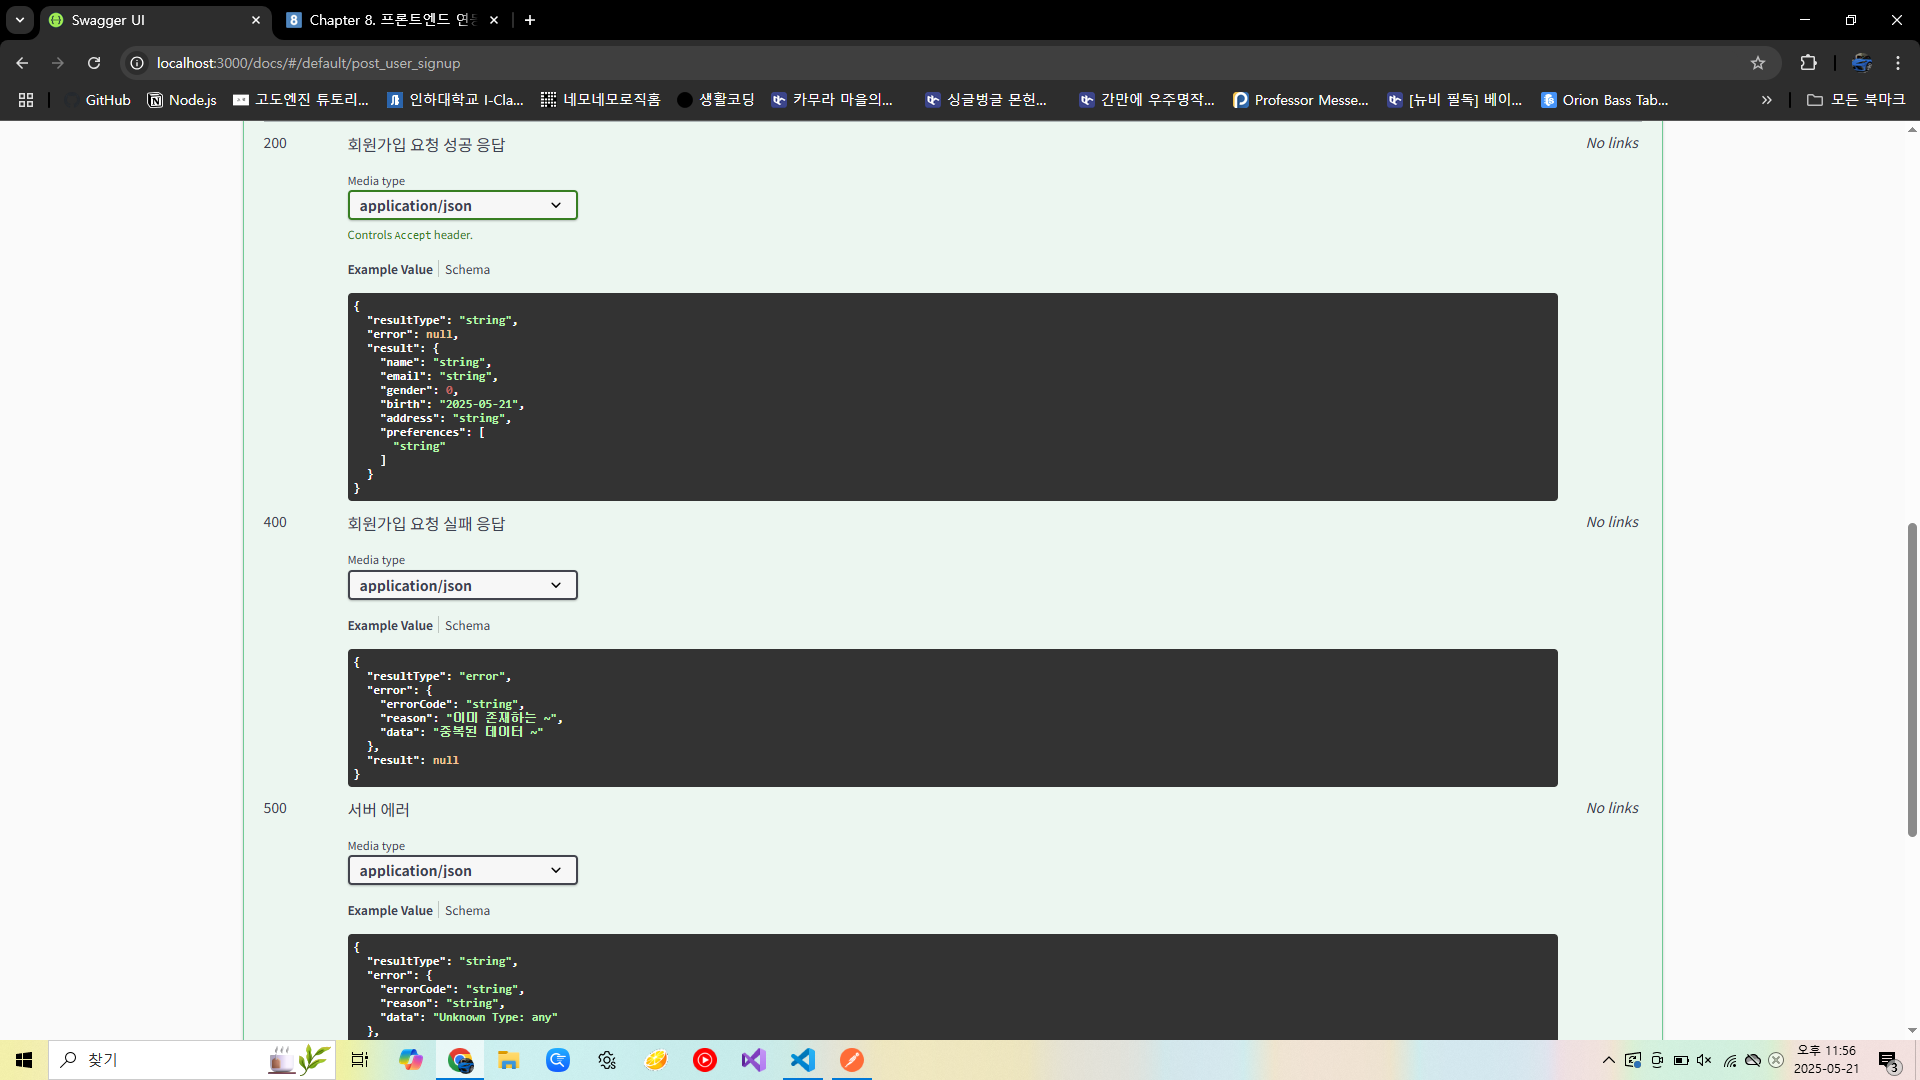 Swagger UI
Chapter 8. 프론트엔드 연동
localhost:3000/docs/#/default/post_user_signup
GitHub
Node.js
고도엔진 튜토리...
인하대학교 I-Cla...
네모네모로직홈
생활코딩
카무라 마을의...
싱글벙글 몬헌...
간만에 우주명작...
Professor Messe...
[뉴비 필독] 베이...
Orion Bass Tab...
모든 북마크
200
회원가입 요청 성공 응답
No links
Media type
application/json
Controls Accept header.
Example Value
Schema
{
"resultType": "string",
"error": null,
"result": {
"name": "string",
"email": "string",
"gender": 0,
"birth": "2025-05-21",
"address": "string",
"preferences": [
"string"
]
}
}
400
회원가입 요청 실패 응답
No links
Media type
application/json
Example Value
Schema
{
"resultType": "error",
"error": {
"errorCode": "string",
"reason": "이미 존재하는 ~",
"data": "중복된 데이터 ~"
},
"result": null
}
500
서버 에러
No links
Media type
application/json
Example Value
Schema
{
"resultType": "string",
"error": {
"errorCode": "string",
"reason": "string",
"data": "Unknown Type: any"
},
찾기
오후 11:56
2025-05-21
3